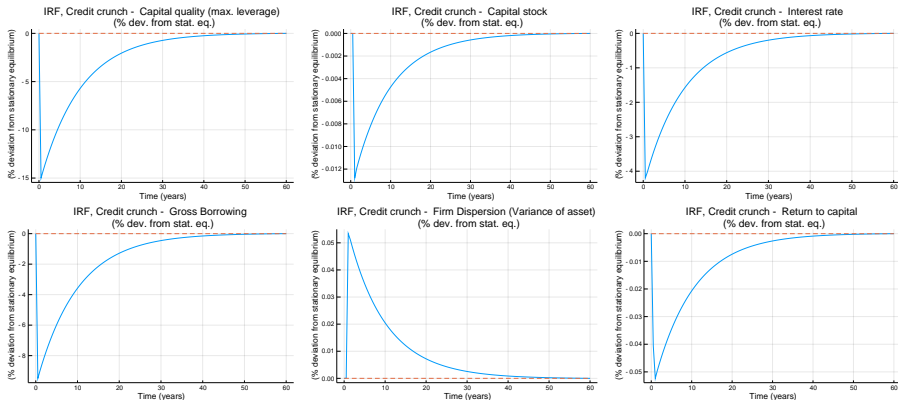 IRF, Credit crunch - Capital quality (max. leverage)
(% dev. from stat. eq.)
(% deviation from stationary equilibrium)
0
-5
-10
-15
0 10 20 30 40 50 60
Time (years)
IRF, Credit crunch - Capital stock
(% dev. from stat. eq.)
(% deviation from stationary equilibrium)
-0.000
-0.002
-0.004
-0.006
-0.008
-0.010
-0.012
0 10 20 30 40 50 60
Time (years)
IRF, Credit crunch - Interest rate
(% dev. from stat. eq.)
(% deviation from stationary equilibrium)
0
-1
-2
-3
-4
0 10 20 30 40 50 60
Time (years)
IRF, Credit crunch - Gross Borrowing
(% dev. from stat. eq.)
(% deviation from stationary equilibrium)
0
-2
-4
-6
-8
0 10 20 30 40 50 60
Time (years)
IRF, Credit crunch - Firm Dispersion (Variance of asset)
(% dev. from stat. eq.)
(% deviation from stationary equilibrium)
0.05
0.04
0.03
0.02
0.01
0.00
0 10 20 30 40 50 60
Time (years)
IRF, Credit crunch - Return to capital
(% dev. from stat. eq.)
(% deviation from stationary equilibrium)
0.00
-0.01
-0.02
-0.03
-0.04
-0.05
0 10 20 30 40 50 60
Time (years)